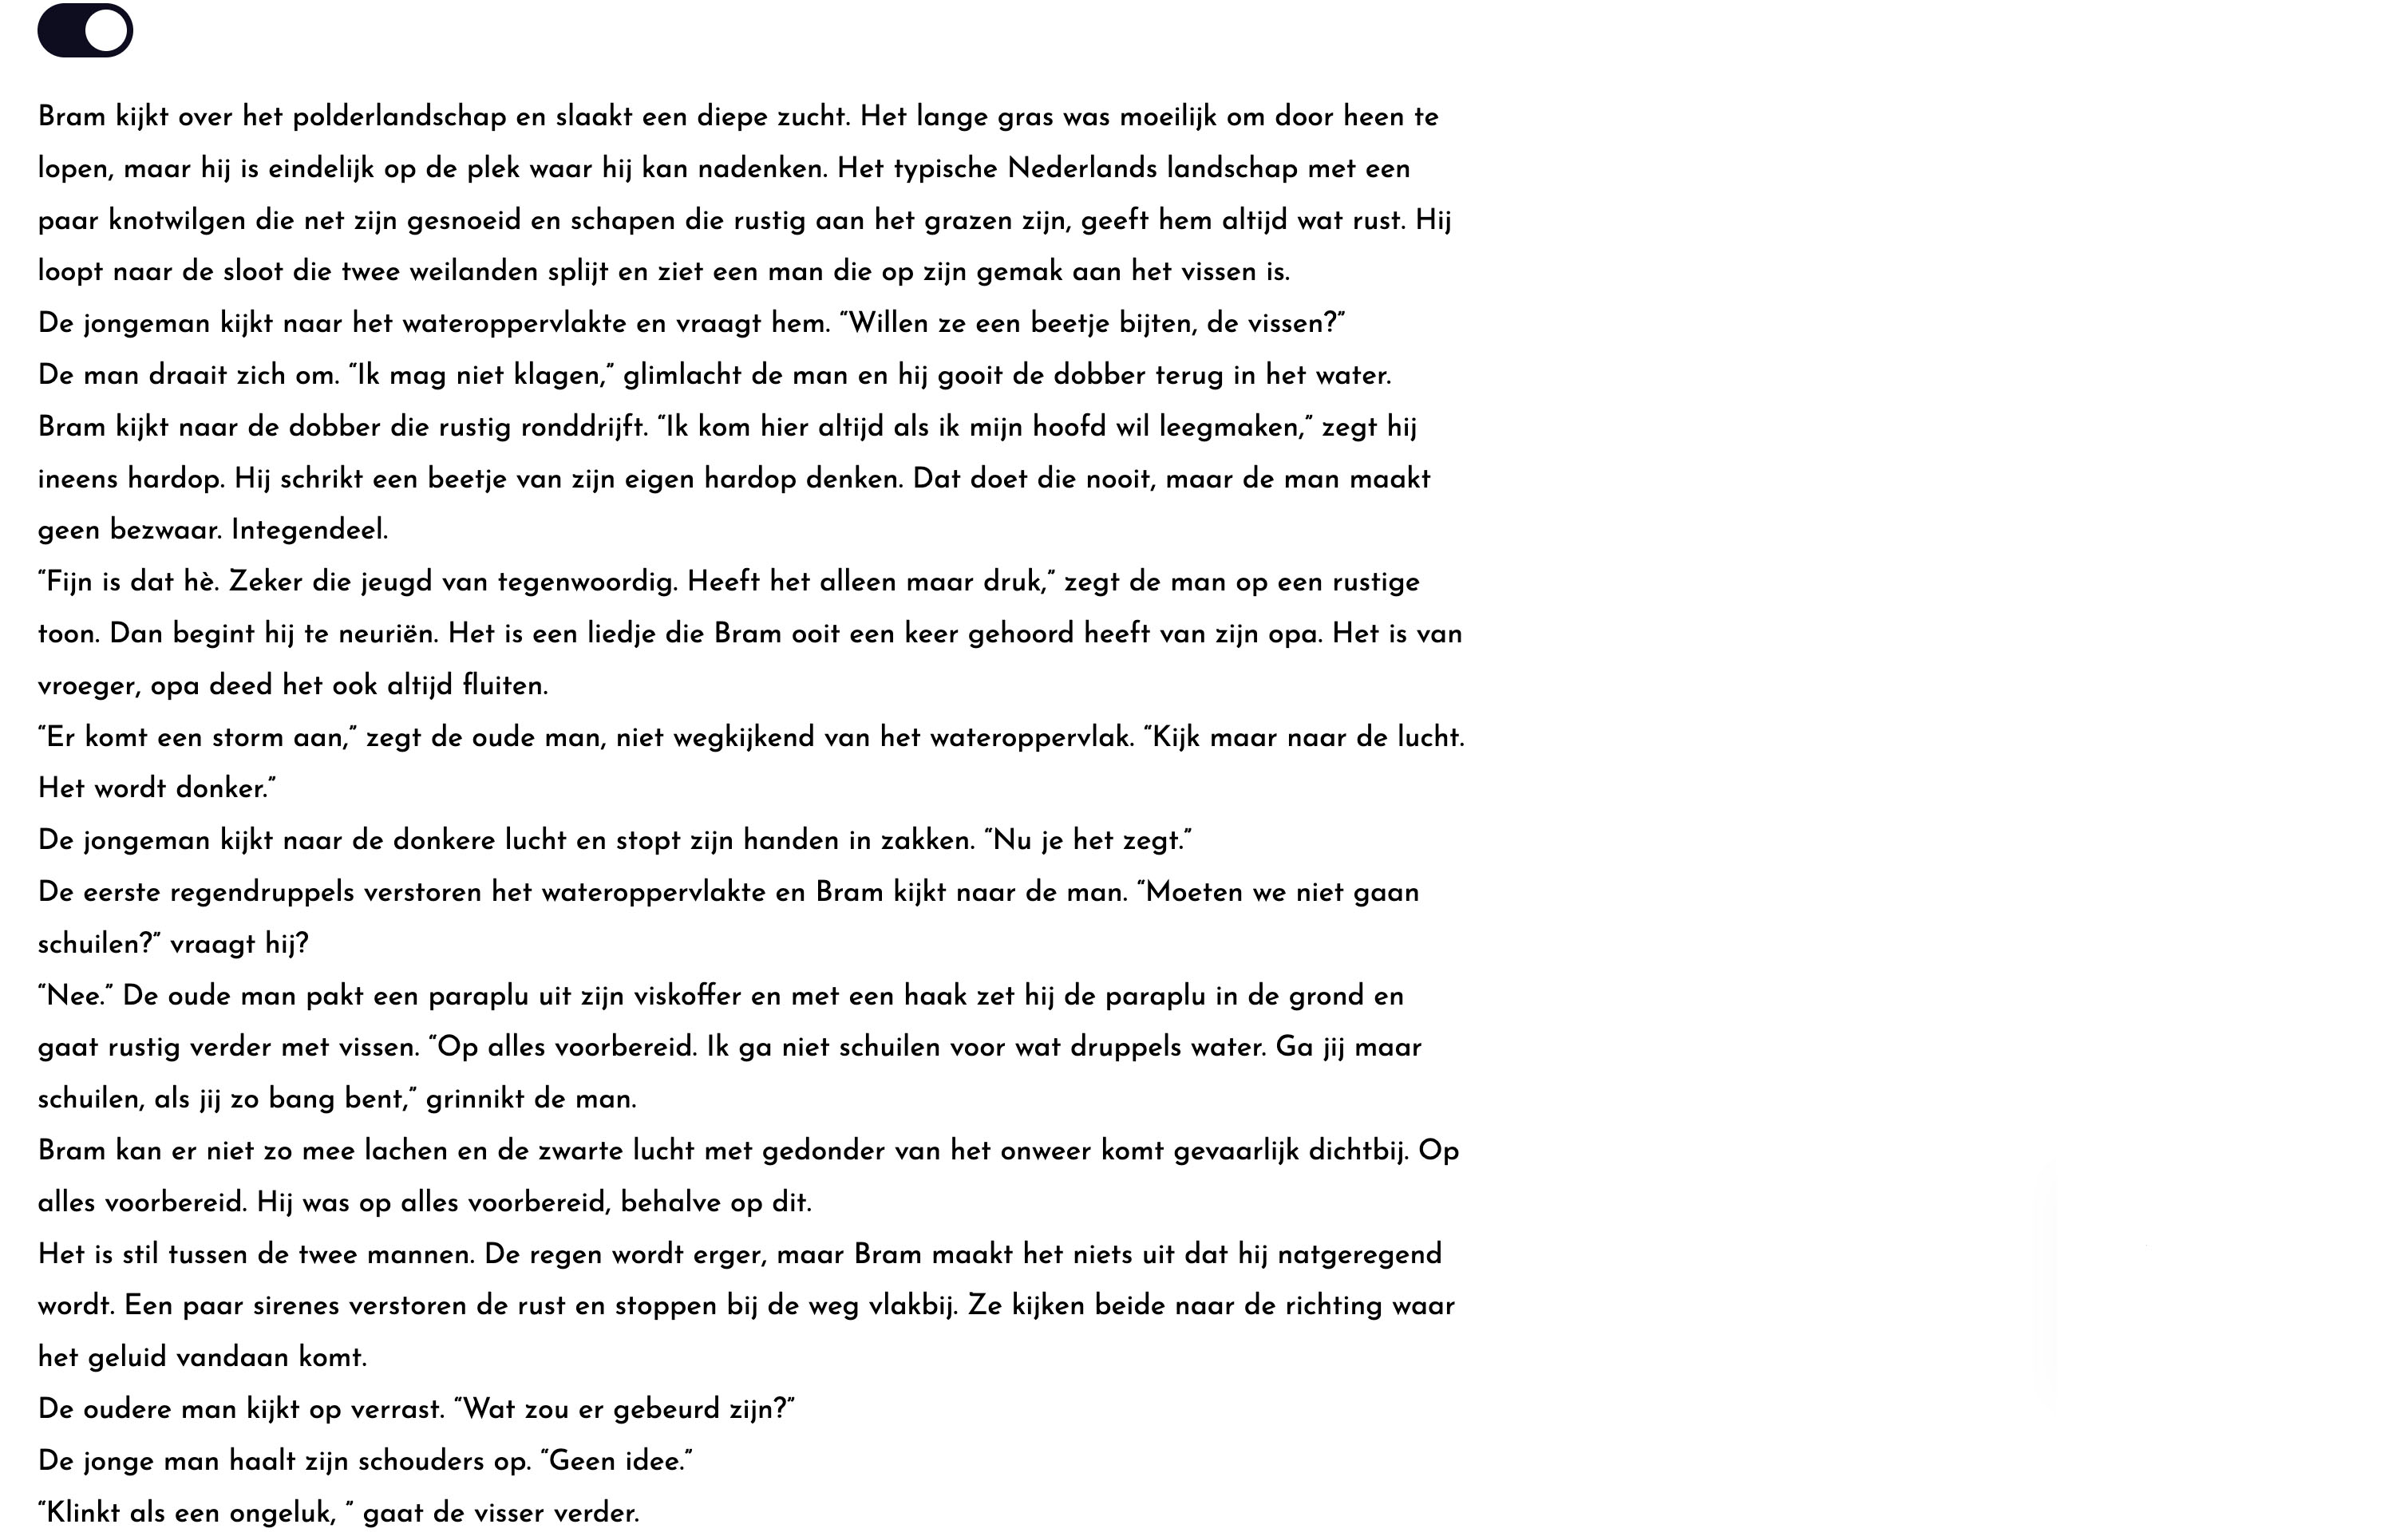 Bram kijkt over het polderlandschap en slaakt een diepe zucht. Het lange gras was moeilijk om door heen te
lopen, maar hij is eindelijk op de plek waar hij kan nadenken. Het typische Nederlands landschap met een
paar knotwilgen die net zijn gesnoeid en schapen die rustig aan het grazen zijn, geeft hem altijd wat rust. Hij
loopt naar de sloot die twee weilanden splijt en ziet een man die op zijn gemak aan het vissen is.
De jongeman kijkt naar het wateroppervlakte en vraagt hem. “Willen ze een beetje bijten, de vissen?”
De man draait zich om. “Ik mag niet klagen,” glimlacht de man en hij gooit de dobber terug in het water.
Bram kijkt naar de dobber die rustig ronddrijft. “Ik kom hier altijd als ik mijn hoofd wil leegmaken,” zegt hij
ineens hardop. Hij schrikt een beetje van zijn eigen hardop denken. Dat doet die nooit, maar de man maakt
geen bezwaar. Integendeel.
“Fijn is dat hè. Zeker die jeugd van tegenwoordig. Heeft het alleen maar druk,” zegt de man op een rustige
toon. Dan begint hij te neuriën. Het is een liedje die Bram ooit een keer gehoord heeft van zijn opa. Het is van
vroeger, opa deed het ook altijd fluiten.
“Er komt een storm aan,” zegt de oude man, niet wegkijkend van het wateroppervlak. “Kijk maar naar de lucht.
Het wordt donker.”
De jongeman kijkt naar de donkere lucht en stopt zijn handen in zakken. “Nu je het zegt.”
De eerste regendruppels verstoren het wateroppervlakte en Bram kijkt naar de man. “Moeten we niet gaan
schuilen?” vraagt hij?
“Nee.” De oude man pakt een paraplu uit zijn viskoffer en met een haak zet hij de paraplu in de grond en
gaat rustig verder met vissen. “Op alles voorbereid. Ik ga niet schuilen voor wat druppels water. Ga jij maar
schuilen, als jij zo bang bent,” grinnikt de man.
Bram kan er niet zo mee lachen en de zwarte lucht met gedonder van het onweer komt gevaarlijk dichtbij. Op
alles voorbereid. Hij was op alles voorbereid, behalve op dit.
Het is stil tussen de twee mannen. De regen wordt erger, maar Bram maakt het niets uit dat hij natgeregend
wordt. Een paar sirenes verstoren de rust en stoppen bij de weg vlakbij. Ze kijken beide naar de richting waar
het geluid vandaan komt.
De oudere man kijkt op verrast. “Wat zou er gebeurd zijn?”
De jonge man haalt zijn schouders op. “Geen idee.”
“Klinkt als een ongeluk, ” gaat de visser verder.